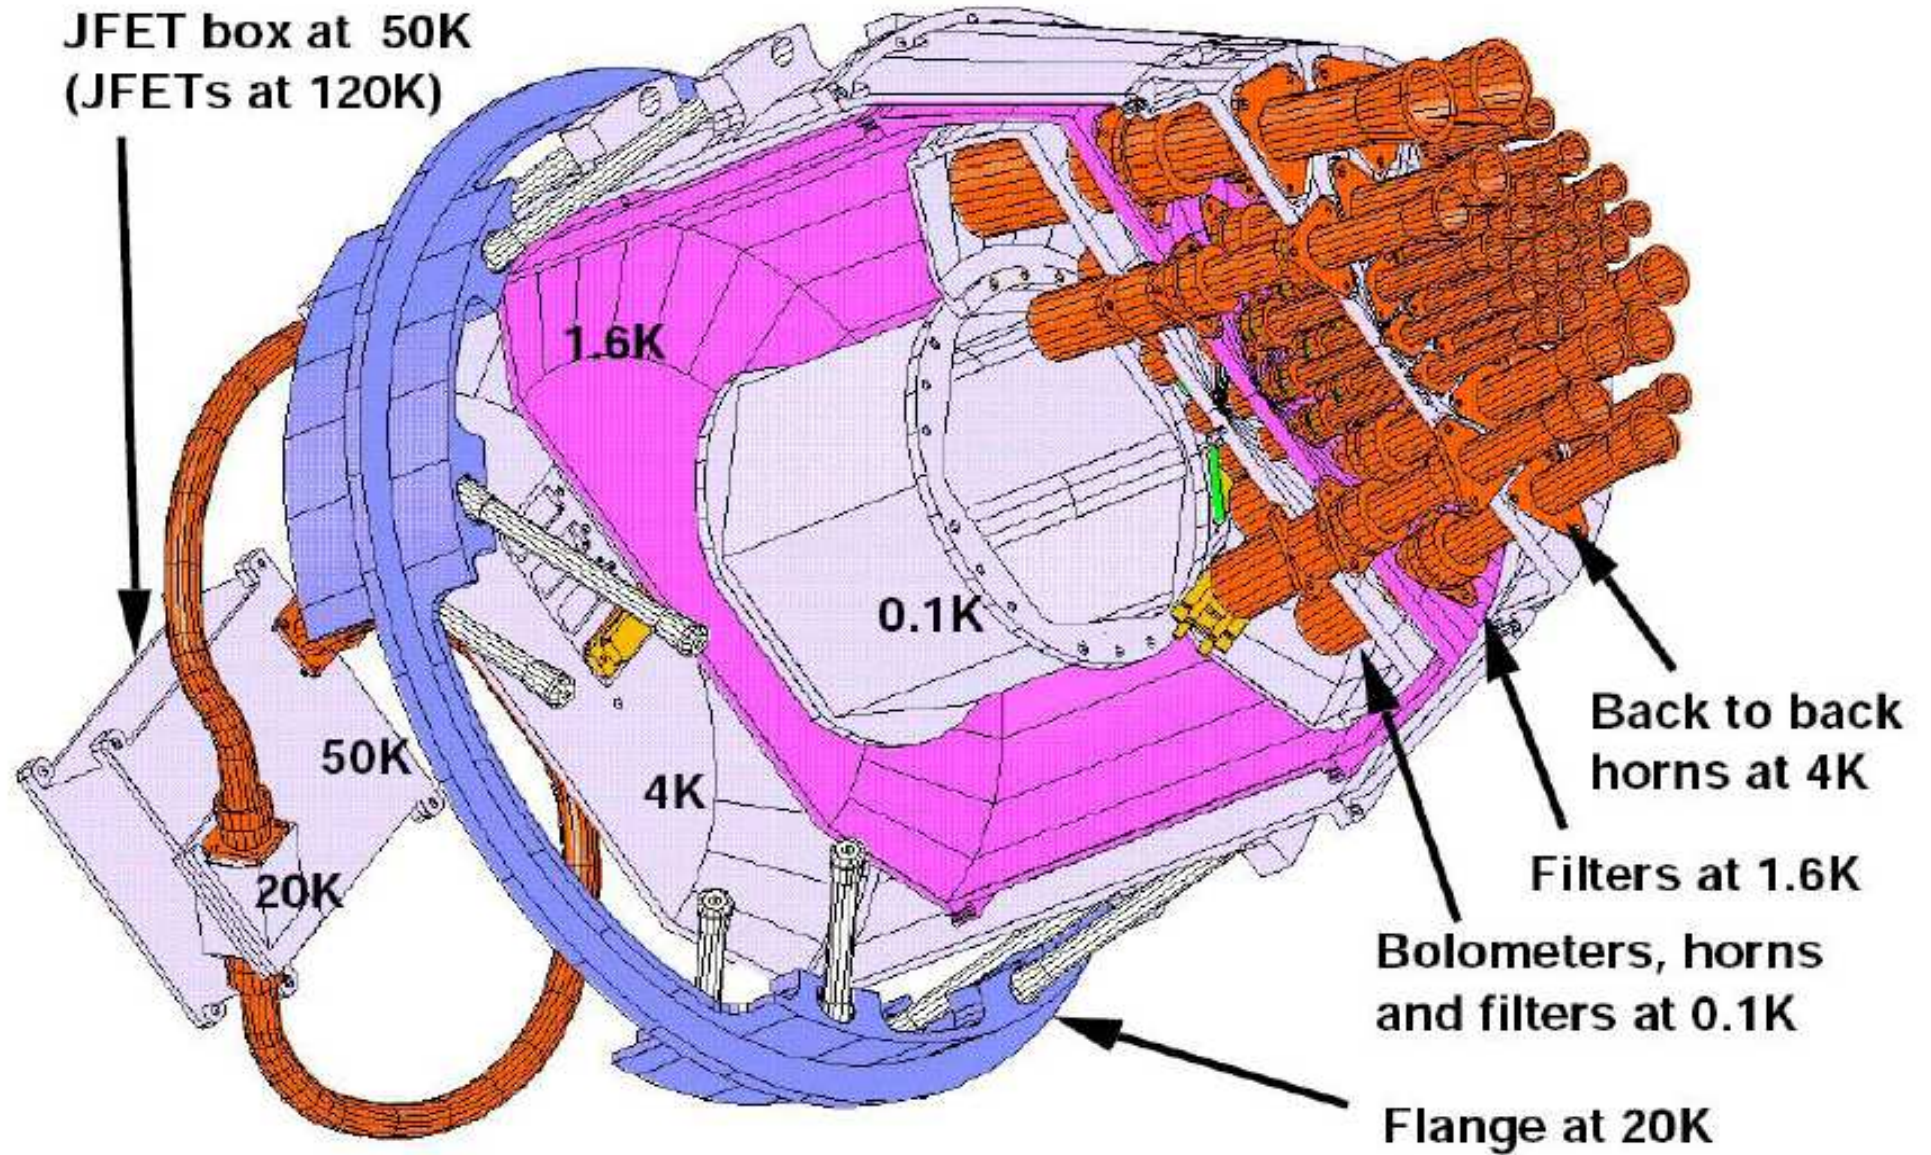 JFET box at 50K
(JFETs at 120K)
1.6K
0.1K
50K
4K
20K
Back to back
horns at 4K
Filters at 1.6K
Bolometers, horns
and filters at 0.1K
Flange at 20K